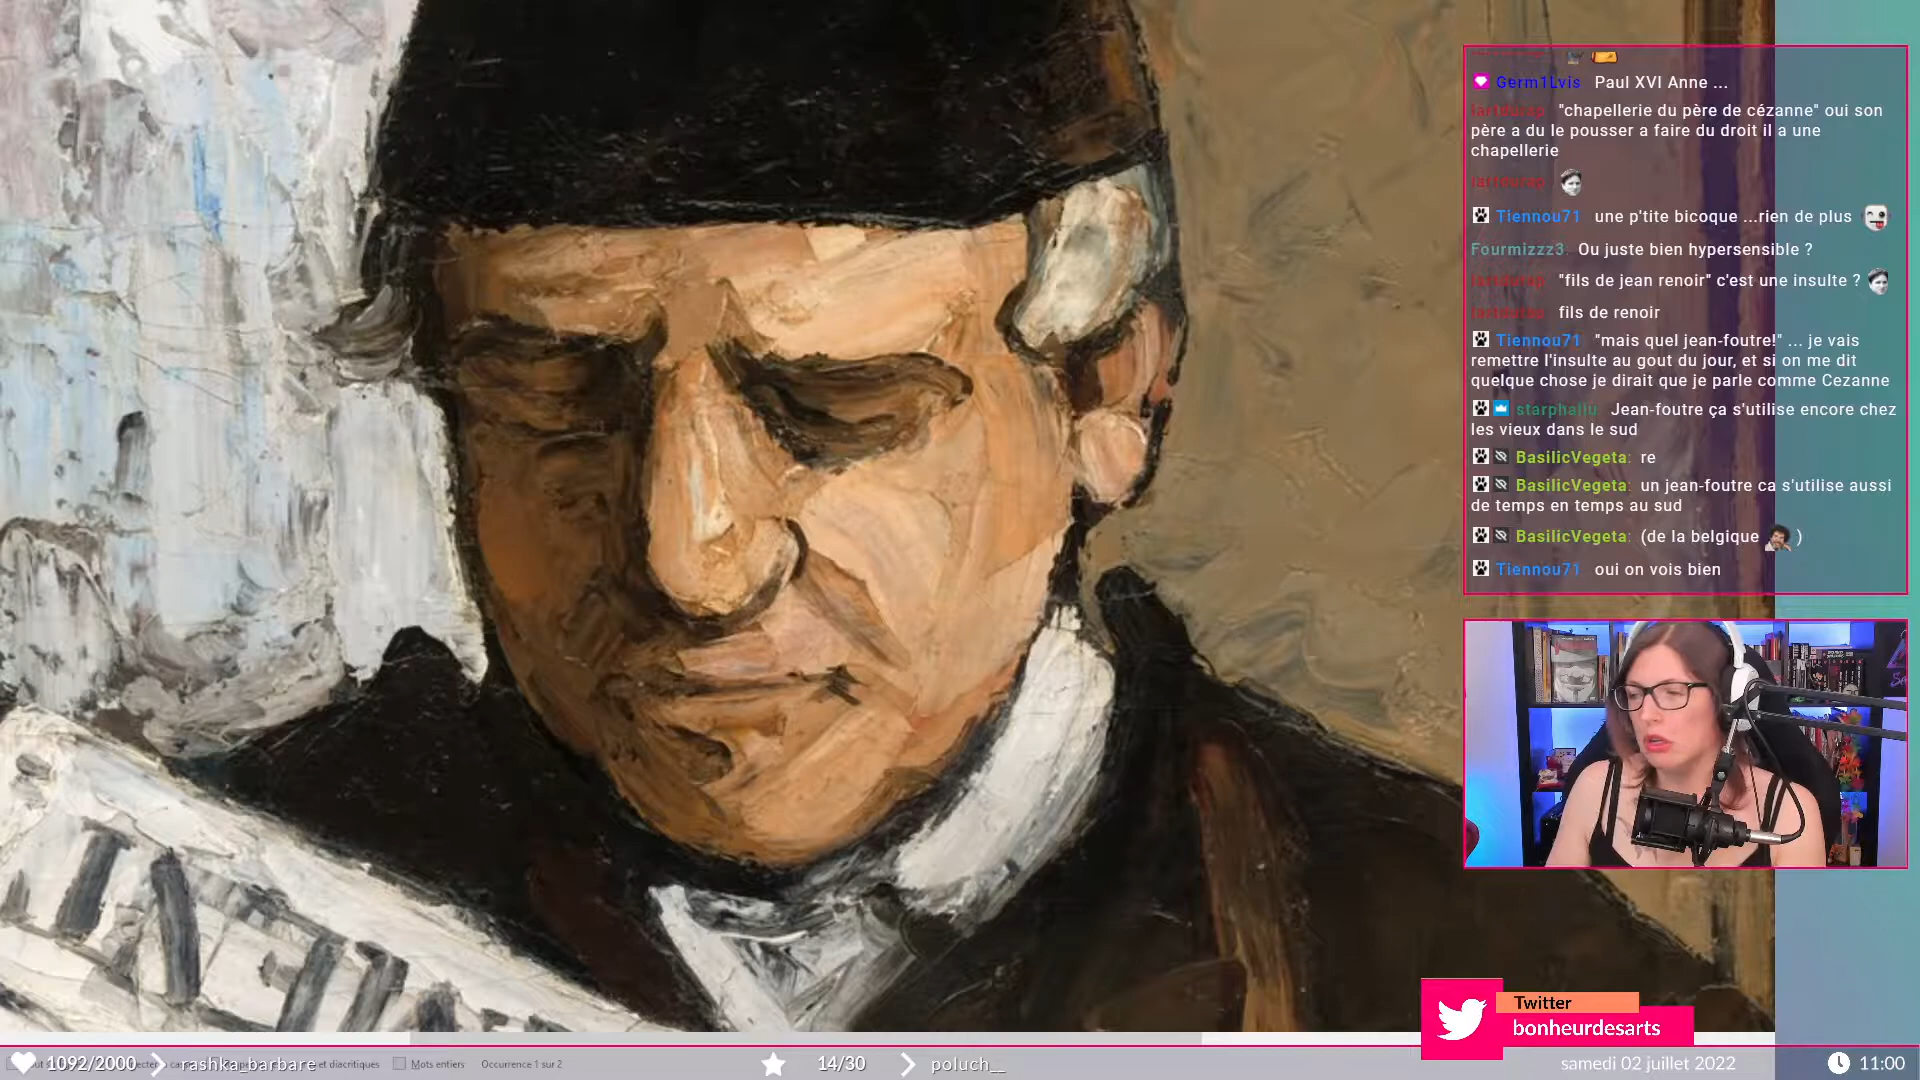 Germ1Lvis Paul XVI Anne ...
"chapellerie du père de cézanne" oui son
père a du le pousser a faire du droit il a une
chapellerie
Tiennou71 une p'tite bicoque ...rien de plus
Fourmizzz3 Ou juste bien hypersensible ?
"fils de jean renoir" c'est une insulte ?
fils de renoir
Tiennou71 "mais quel jean-foutre!" ... je vais
remettre l'insulte au gout du jour, et si on me dit
quelque chose je dirait que je parle comme Cezanne
Jean-foutre ça s'utilise encore chez
les vieux dans le sud
BasilicVegeta: re
BasilicVegeta: un jean-foutre ca s'utilise aussi
de temps en temps au sud
BasilicVegeta: (de la belgique )
Tiennou71 oui on vois bien
Twitter
bonheurdesarts
1092/2000 rashka_barbare et diacritiques Mots entiers Occurrence 1 sur 2 14/30 poluch__ samedi 02 juillet 2022 11:00